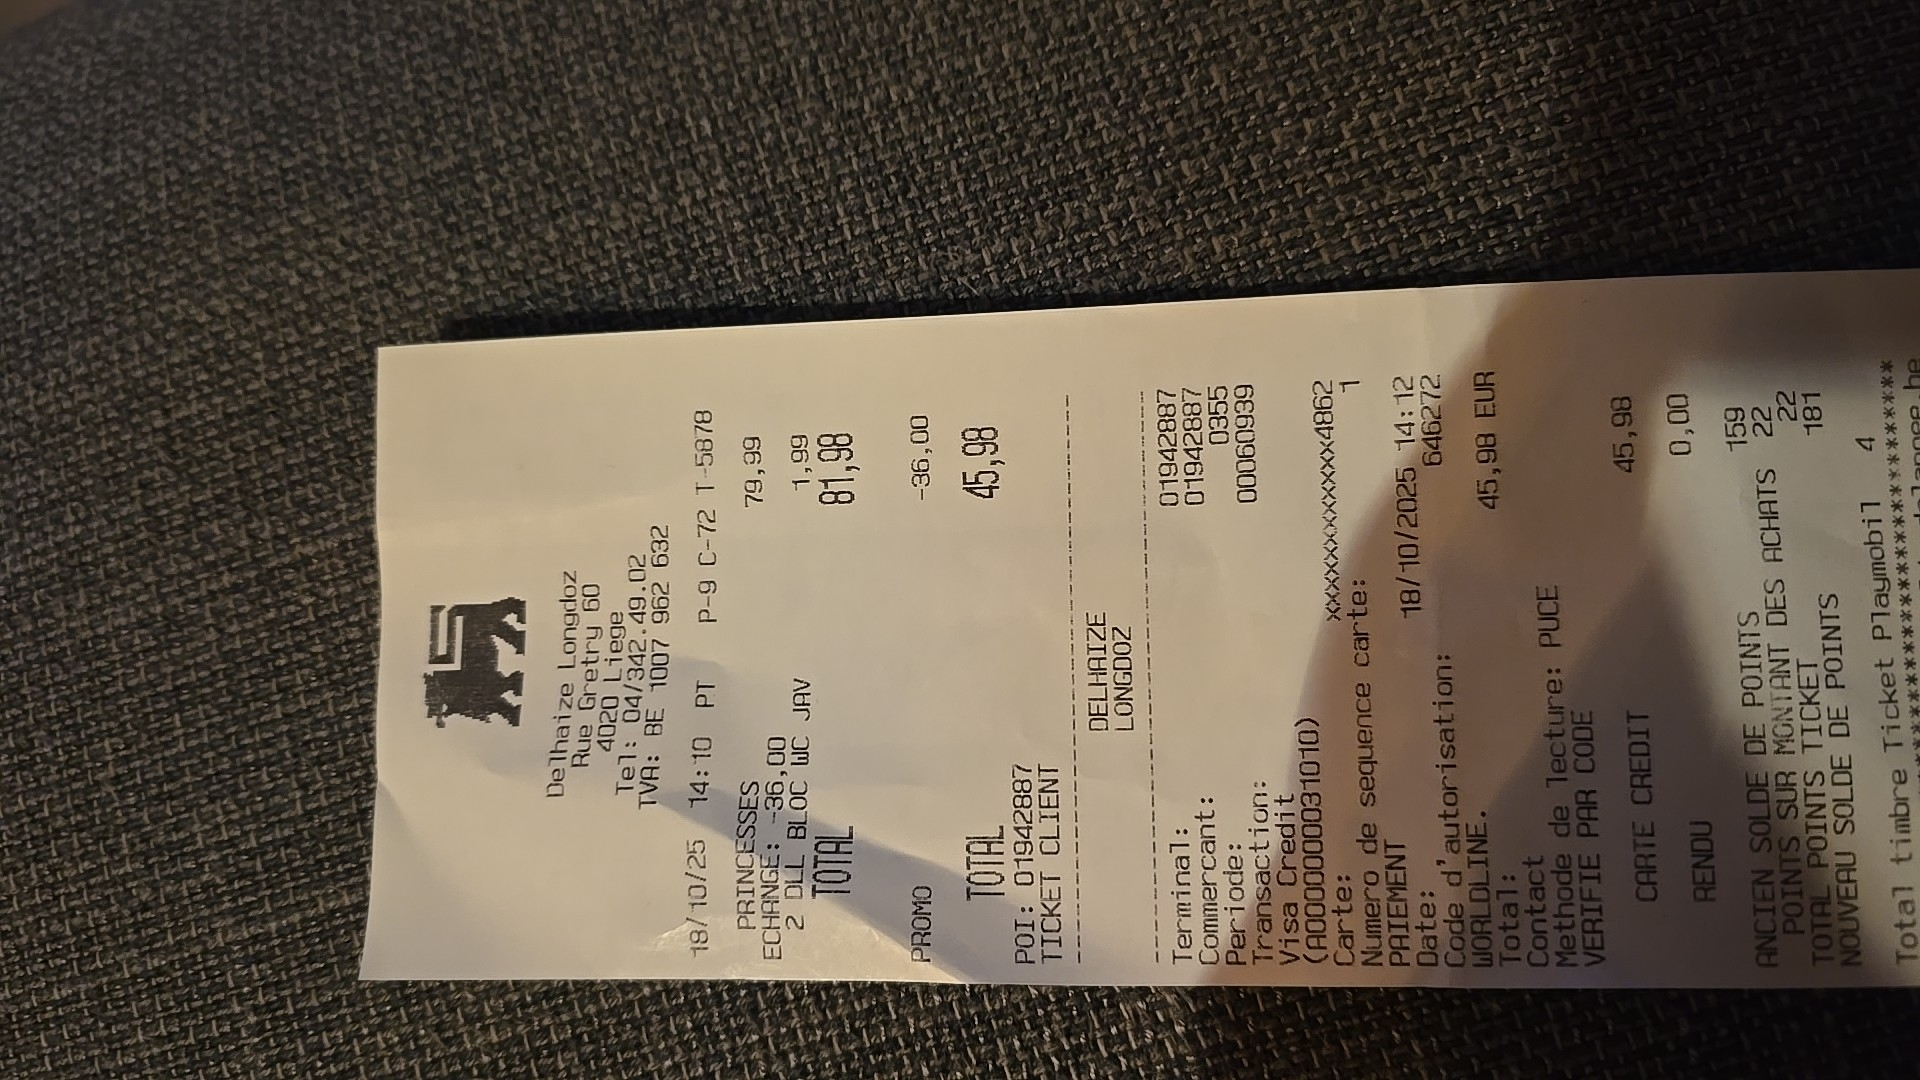 Delhaize Longdoz
Rue Gretry 60
4020 Liege
Tel: 04/342.49.02
TVA: BE 1007 962 632
18/10/25 14:10 PT P-9 C-72 T-5878
PRINCESSES 79,99
ECHANGE: -36,00
2 DLL BLOC WC JAV 1,99
TOTAL 81,98
PROMO -36,00
TOTAL 45,98
POI: 01942887
TICKET CLIENT
DELHAIZE
LONGDOZ
Terminal: 01942887
Commercant: 01942887
Periode: 0355
Transaction: 00060939
Visa Credit
(A0000000031010)
Carte: xxxxxxxxxxxx4862
Numero de sequence carte: 1
PAIEMENT
Date: 18/10/2025 14:12
Code d'autorisation: 646272
WORLDLINE.
Total: 45,98 EUR
Contact
Methode de lecture: PUCE
VERIFIE PAR CODE
CARTE CREDIT 45,98
RENDU 0,00
ANCIEN SOLDE DE POINTS 159
POINTS SUR MONTANT DES ACHATS 22
TOTAL POINTS TICKET 22
NOUVEAU SOLDE DE POINTS 181
Total timbre Ticket Playmobil 4